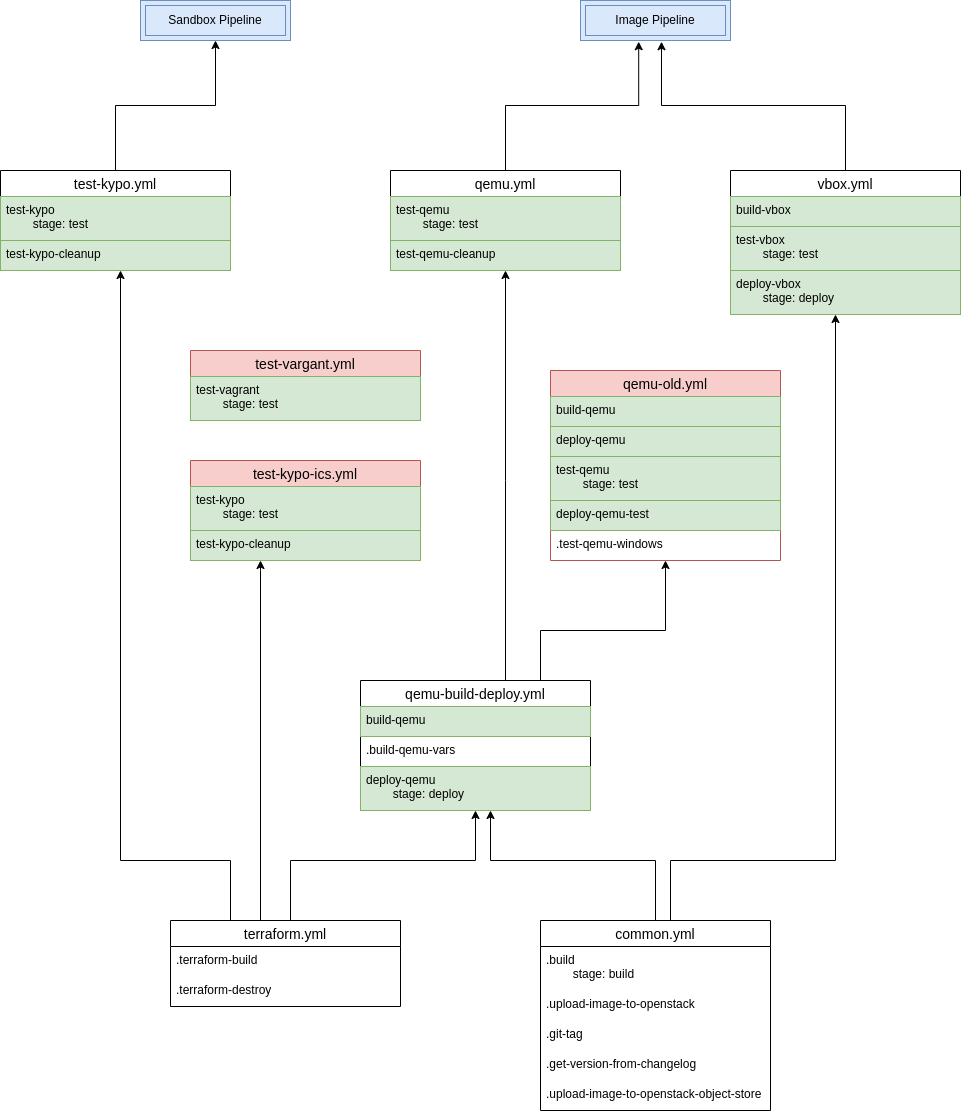 Sandbox Pipeline
Image Pipeline
test-kypo.yml
test-kypo
stage: test
test-kypo-cleanup
qemu.yml
test-qemu
stage: test
test-qemu-cleanup
vbox.yml
build-vbox
test-vbox
stage: test
deploy-vbox
stage: deploy
test-vargant.yml
test-vagrant
stage: test
qemu-old.yml
build-qemu
deploy-qemu
test-qemu
stage: test
deploy-qemu-test
.test-qemu-windows
test-kypo-ics.yml
test-kypo
stage: test
test-kypo-cleanup
qemu-build-deploy.yml
build-qemu
.build-qemu-vars
deploy-qemu
stage: deploy
terraform.yml
.terraform-build
.terraform-destroy
common.yml
.build
stage: build
.upload-image-to-openstack
.git-tag
.get-version-from-changelog
.upload-image-to-openstack-object-store